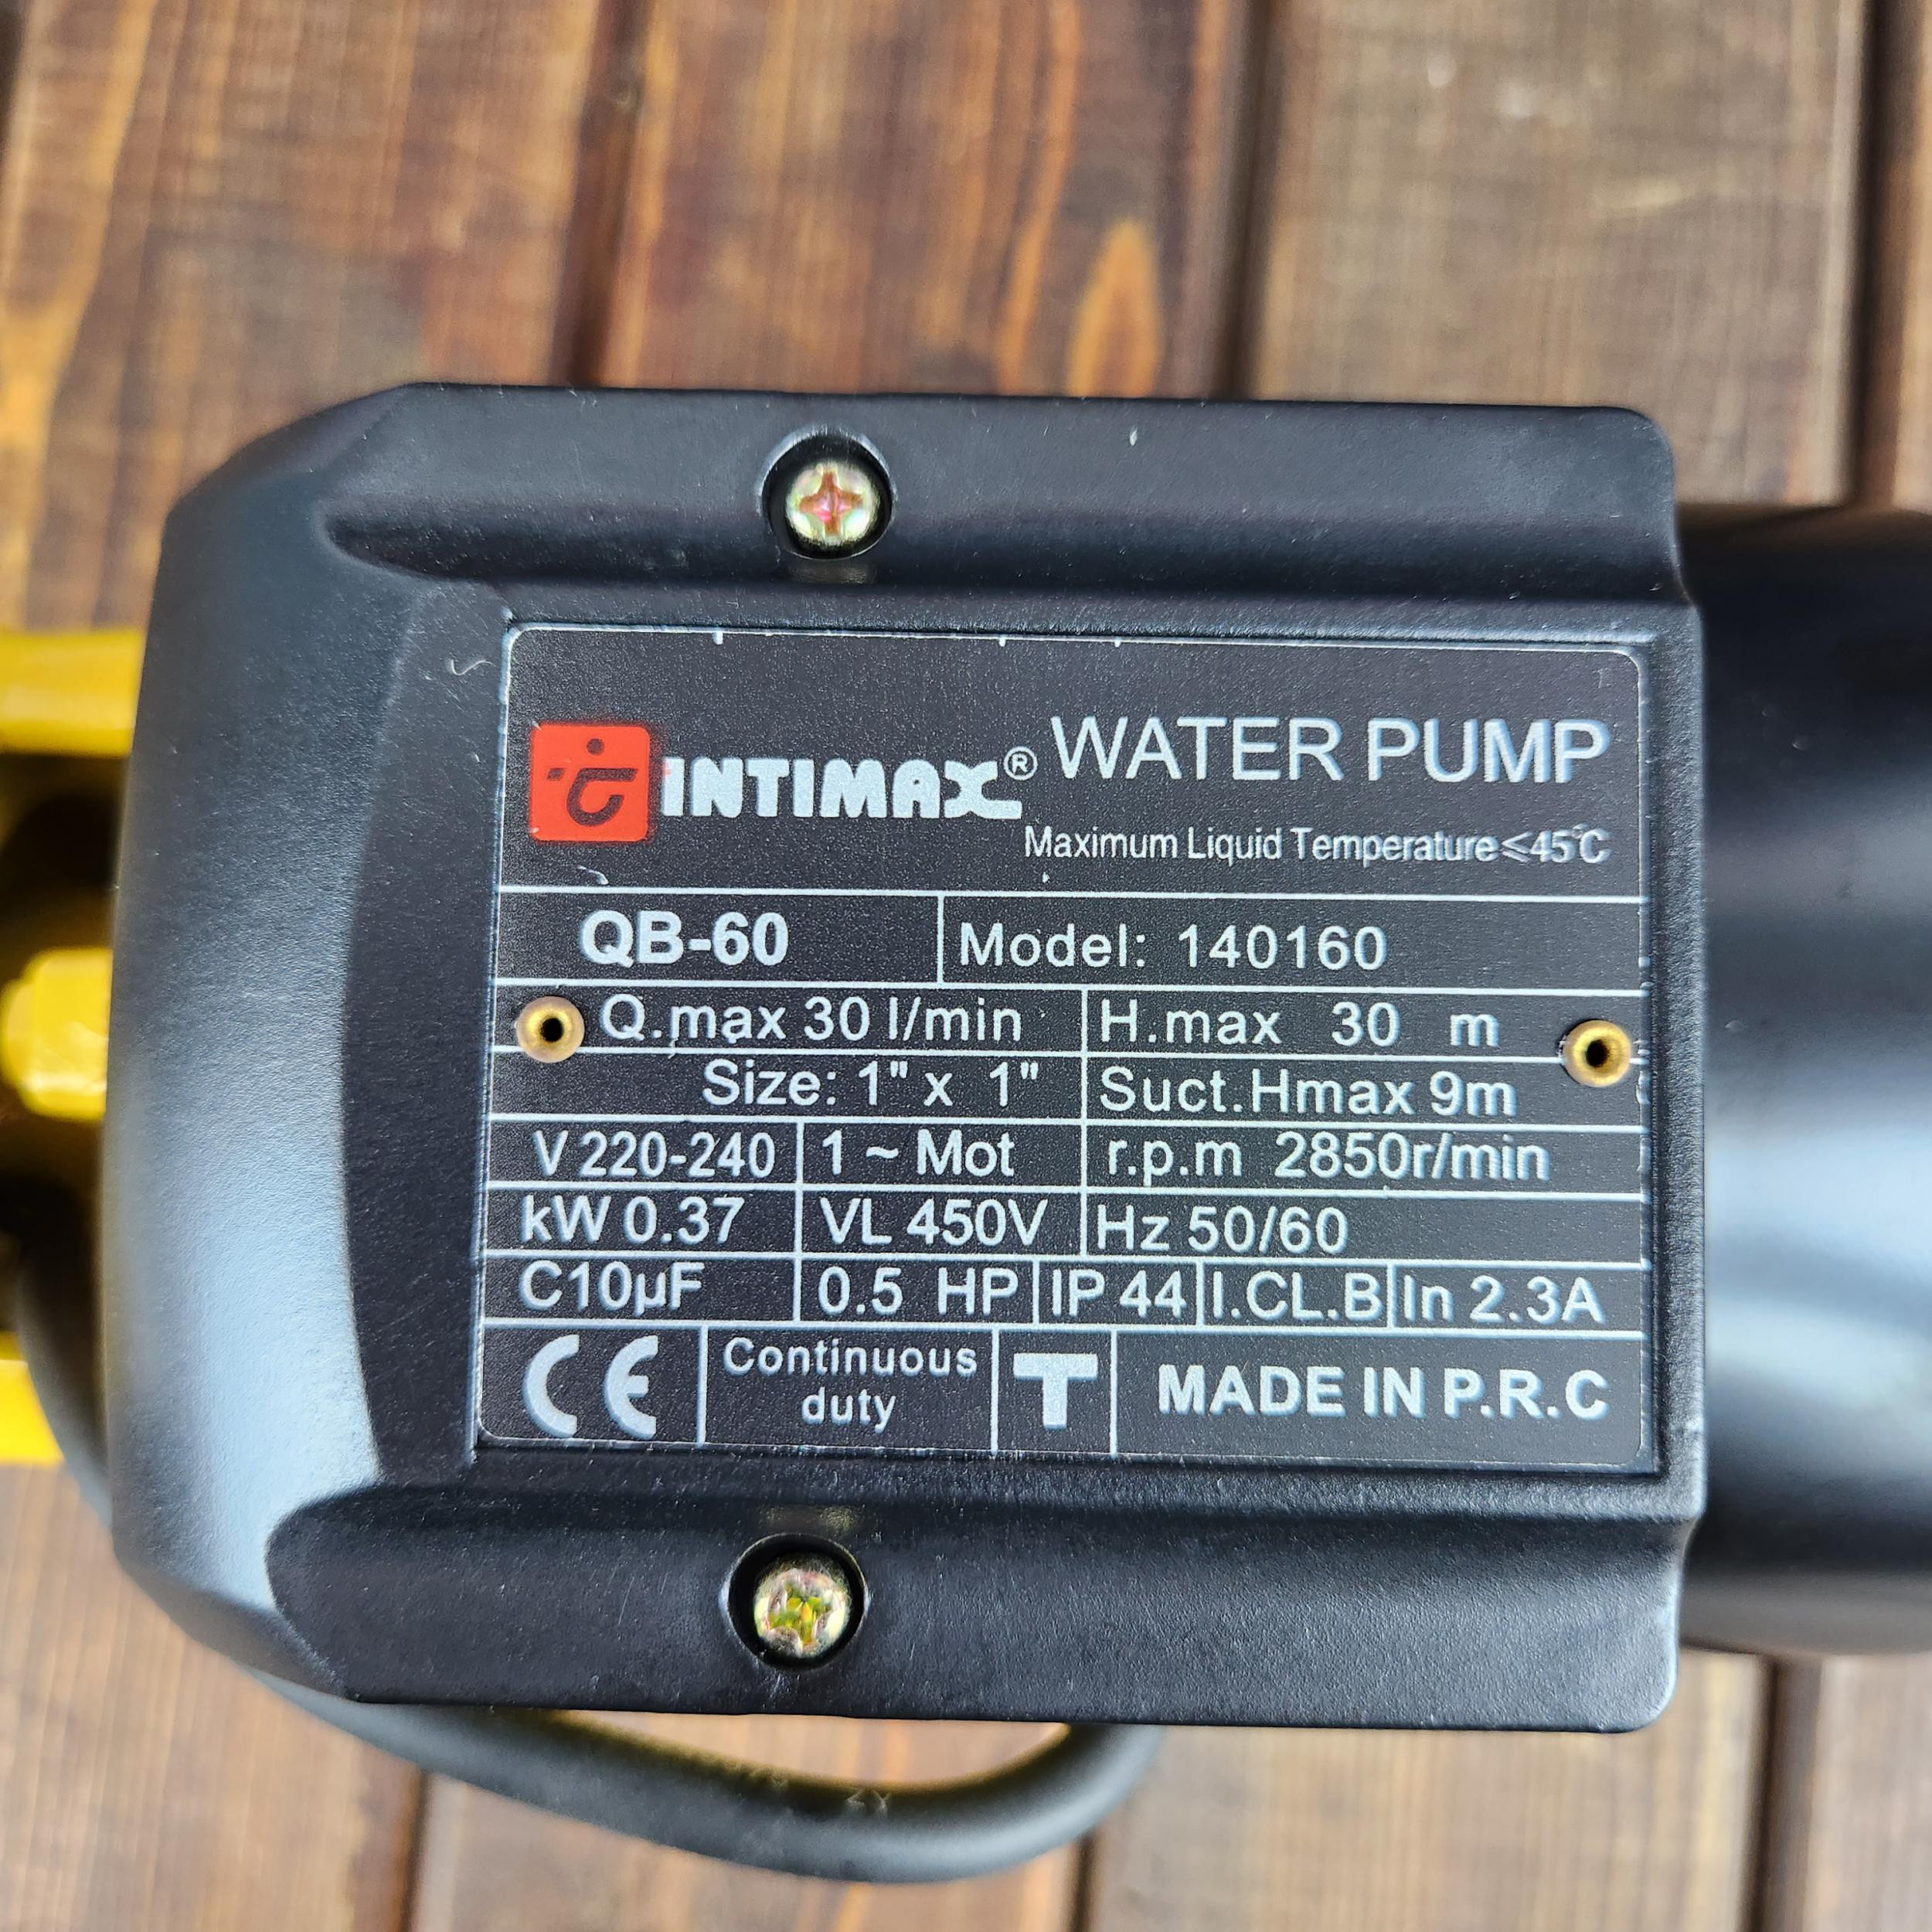 INTIMAX® WATER PUMP
Maximum Liquid Temperature≤45℃
QB-60 Model: 140160
Q.max 30 l/min H.max 30 m
Size: 1" x 1" Suct.Hmax 9m
V 220-240 1 ~ Mot r.p.m 2850r/min
kW 0.37 VL 450V Hz 50/60
C10µF 0.5 HP IP 44 I.CL.B In 2.3A
CE Continuous duty T MADE IN P.R.C